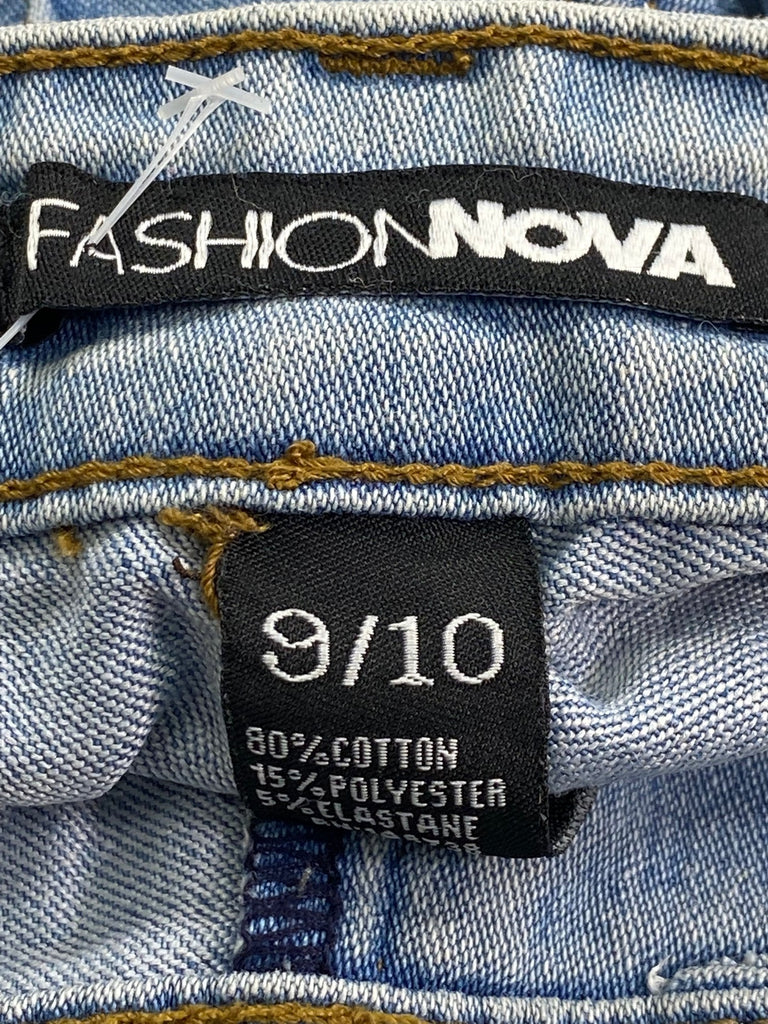 FASHIONNOVA
9/10
80%COTTON
15%POLYESTER
5%ELASTANE